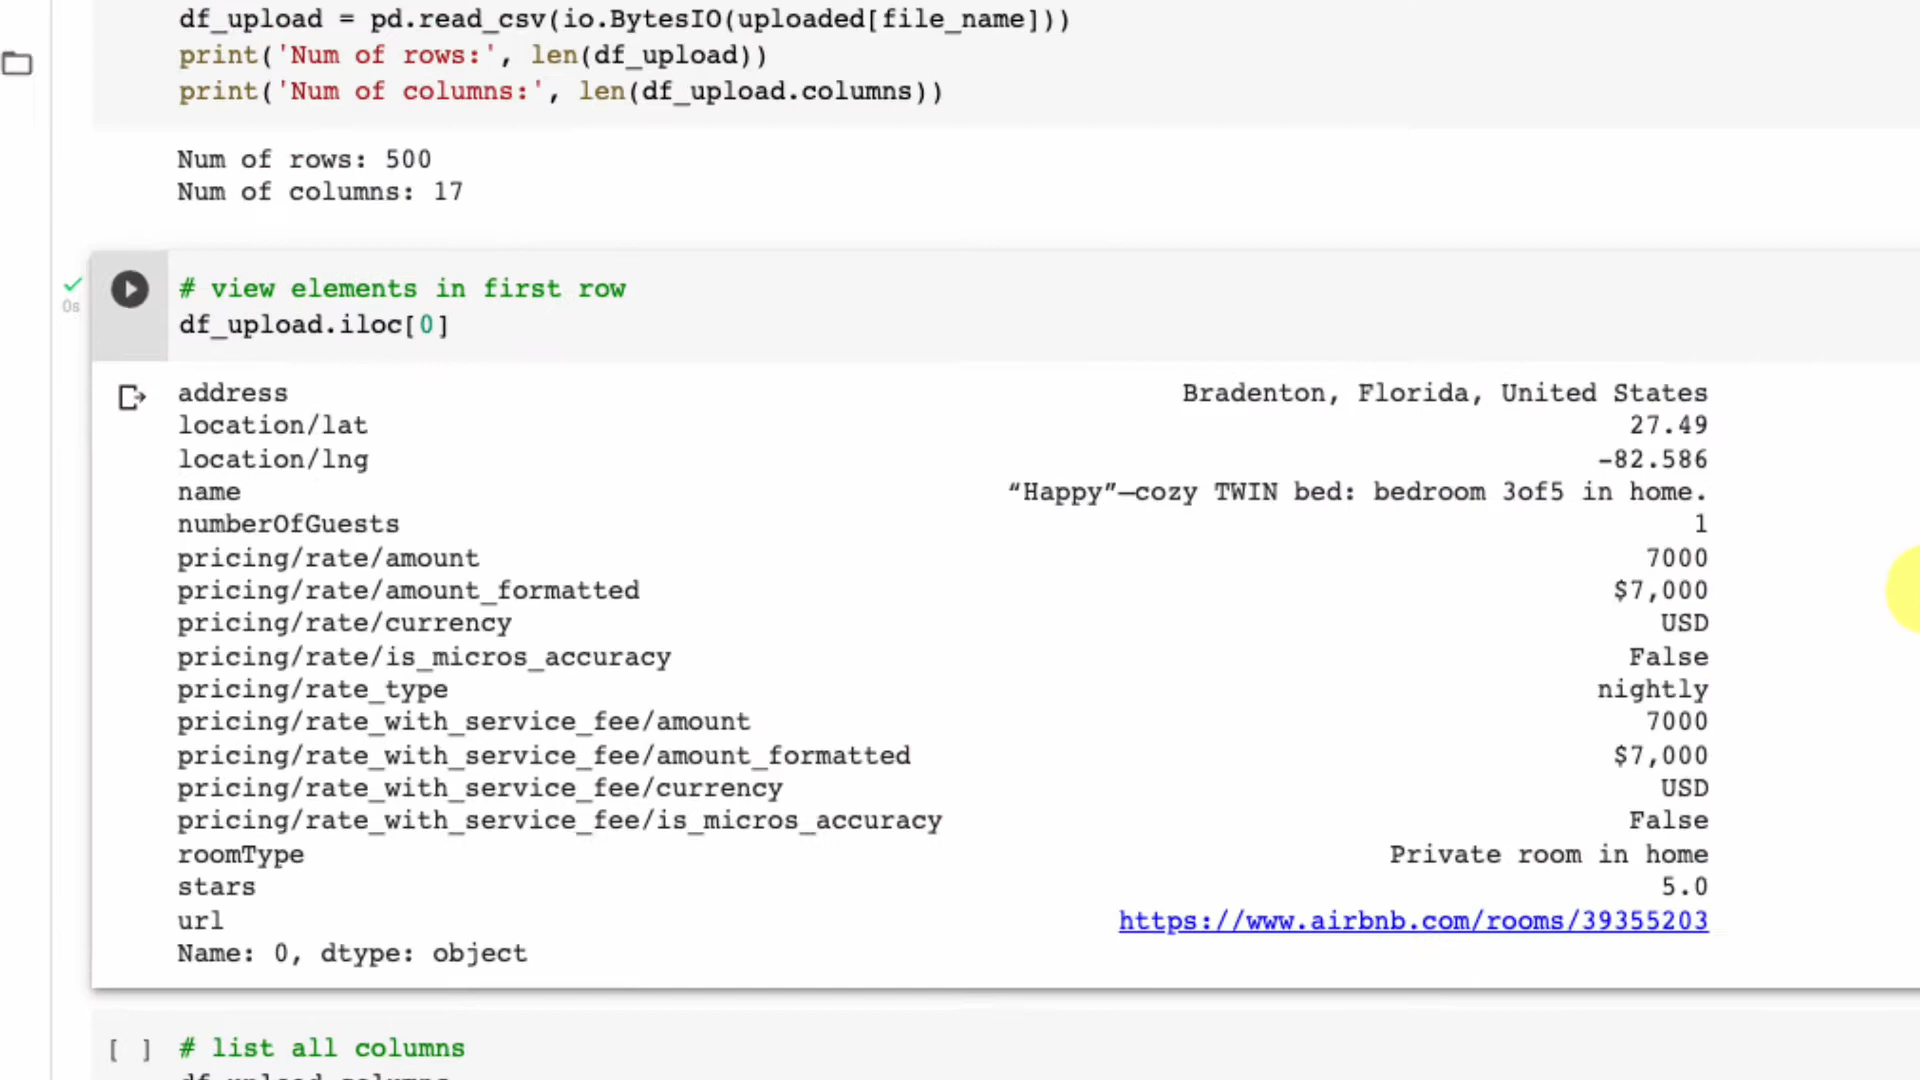 df_upload = pd.read_csv(io.BytesIO(uploaded[file_name]))
print('Num of rows:', len(df_upload))
print('Num of columns:', len(df_upload.columns))
Num of rows: 500
Num of columns: 17
# view elements in first row
0s
df_upload.iloc[0]
address Bradenton, Florida, United States
location/lat 27.49
location/lng -82.586
name “Happy”—cozy TWIN bed: bedroom 3of5 in home.
numberOfGuests 1
pricing/rate/amount 7000
pricing/rate/amount_formatted $7,000
pricing/rate/currency USD
pricing/rate/is_micros_accuracy False
pricing/rate_type nightly
pricing/rate_with_service_fee/amount 7000
pricing/rate_with_service_fee/amount_formatted $7,000
pricing/rate_with_service_fee/currency USD
pricing/rate_with_service_fee/is_micros_accuracy False
roomType Private room in home
stars 5.0
url https://www.airbnb.com/rooms/39355203
Name: 0, dtype: object
[ ] # list all columns
df_upload.columns